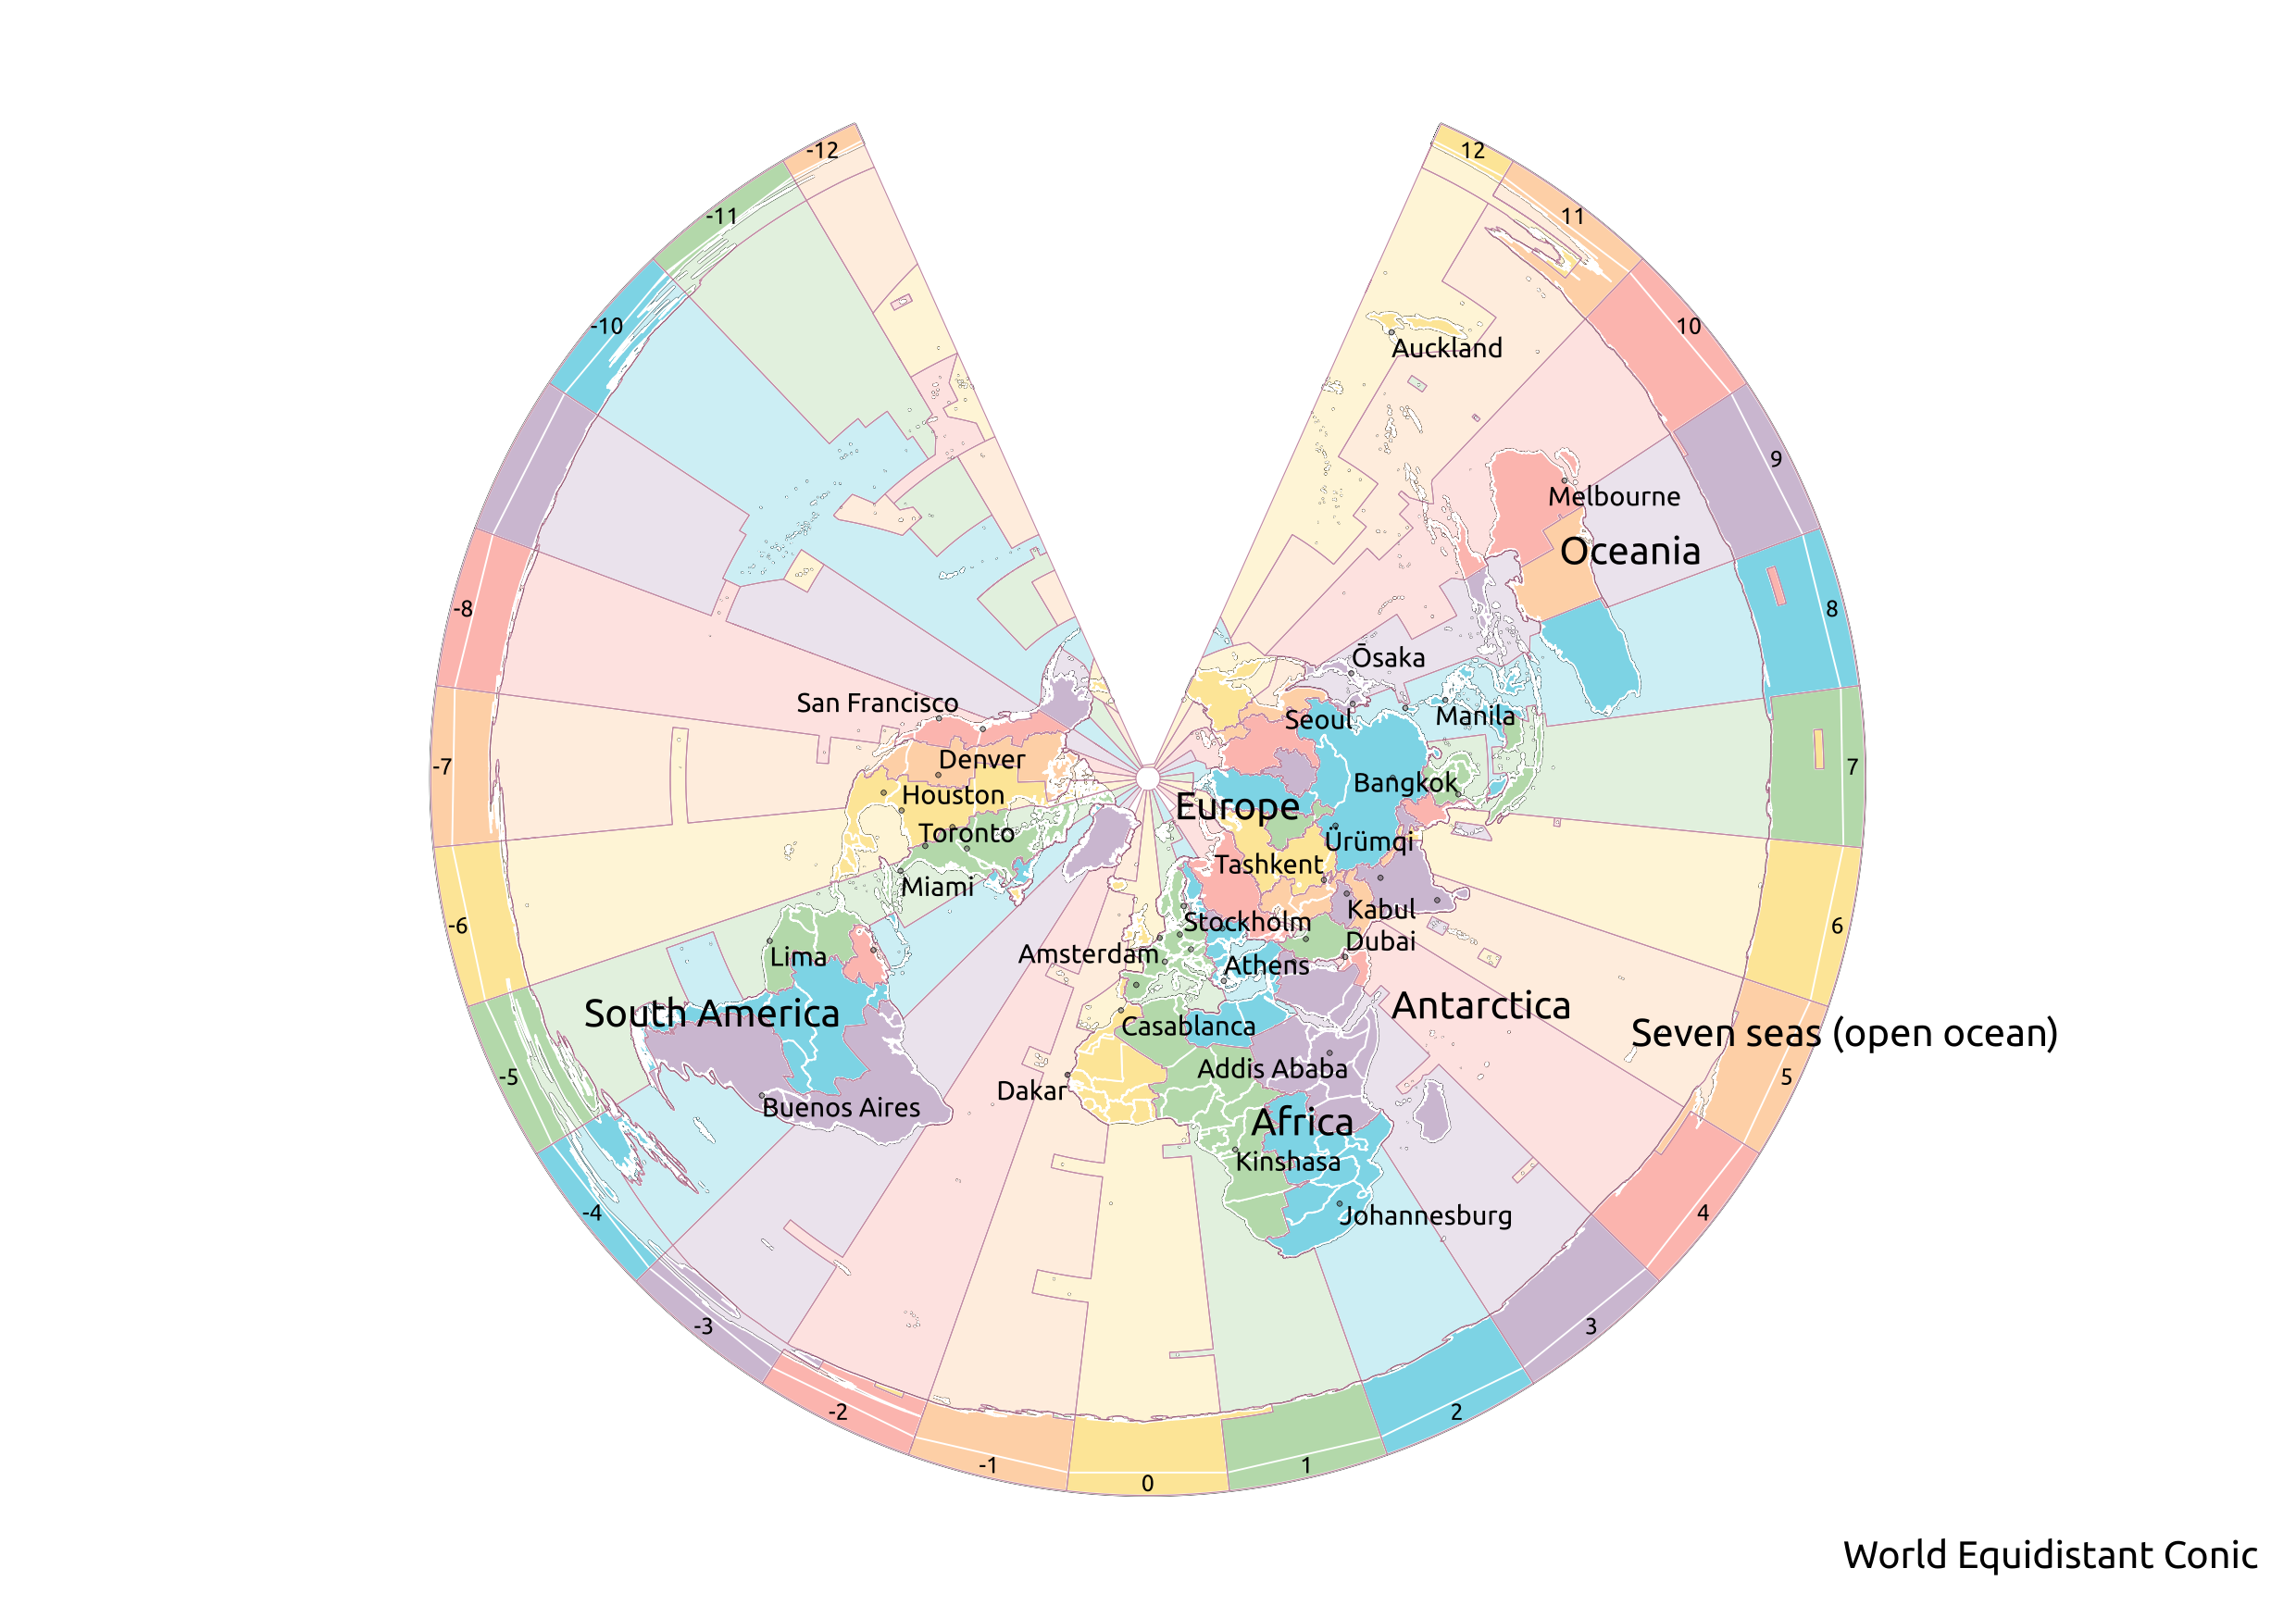 -12
12
-11
11
-10
10
Auckland
9
Melbourne
Oceania
-8
8
Ōsaka
San Francisco
Seoul
Manila
Denver
-7
7
Bangkok
Houston
Europe
Toronto
Ürümqi
Tashkent
Miami
Kabul
Stockholm
-6
6
Dubai
Lima
Amsterdam
Athens
South America
Antarctica
Casablanca
Seven seas (open ocean)
Addis Ababa
-5
5
Dakar
Buenos Aires
Africa
Kinshasa
-4
4
Johannesburg
-3
3
-2
2
-1
1
0
World Equidistant Conic